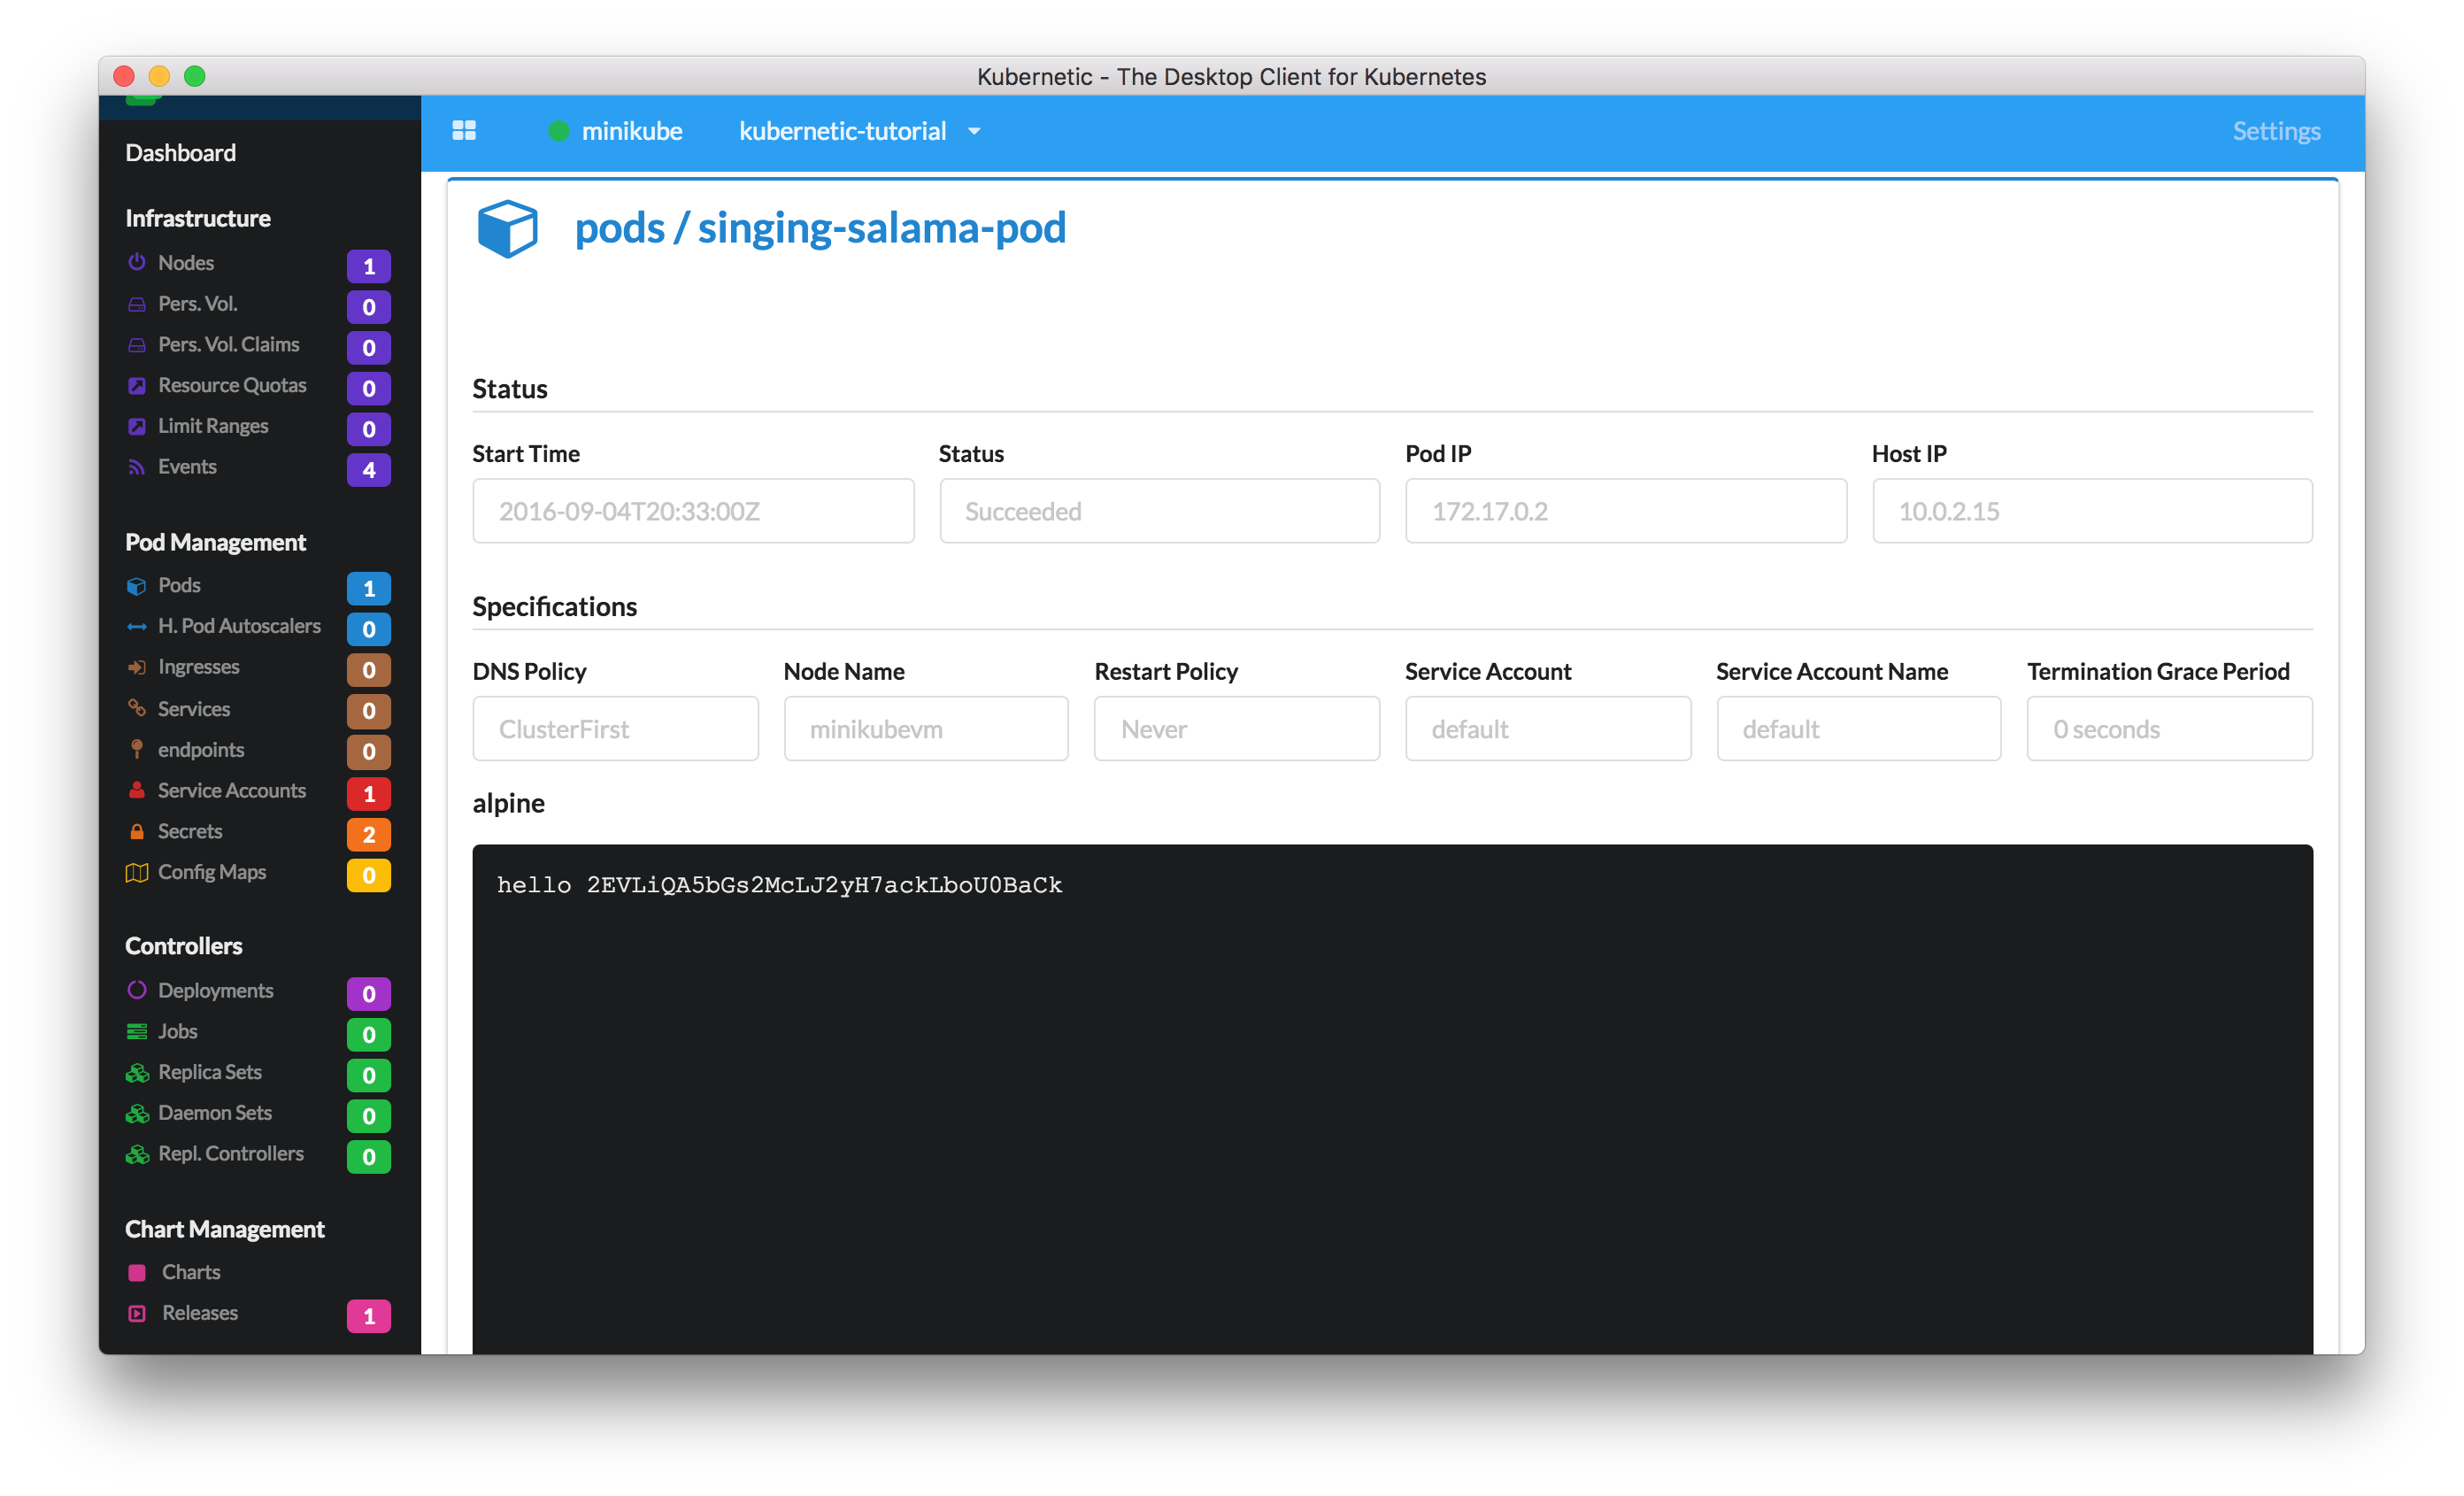 Kubernetic - The Desktop Client for Kubernetes
minikube kubernetic-tutorial Settings
Dashboard
Infrastructure
Nodes 1
Pers. Vol. 0
Pers. Vol. Claims 0
Resource Quotas 0
Limit Ranges 0
Events 4
Pod Management
Pods 1
H. Pod Autoscalers 0
Ingresses 0
Services 0
endpoints 0
Service Accounts 1
Secrets 2
Config Maps 0
Controllers
Deployments 0
Jobs 0
Replica Sets 0
Daemon Sets 0
Repl. Controllers 0
Chart Management
Charts
Releases 1
pods / singing-salama-pod
Status
Start Time Status Pod IP Host IP
2016-09-04T20:33:00Z Succeeded 172.17.0.2 10.0.2.15
Specifications
DNS Policy Node Name Restart Policy Service Account Service Account Name Termination Grace Period
ClusterFirst minikubevm Never default default 0 seconds
alpine
hello 2EVLiQA5bGs2McLJ2yH7ackLboU0BaCk